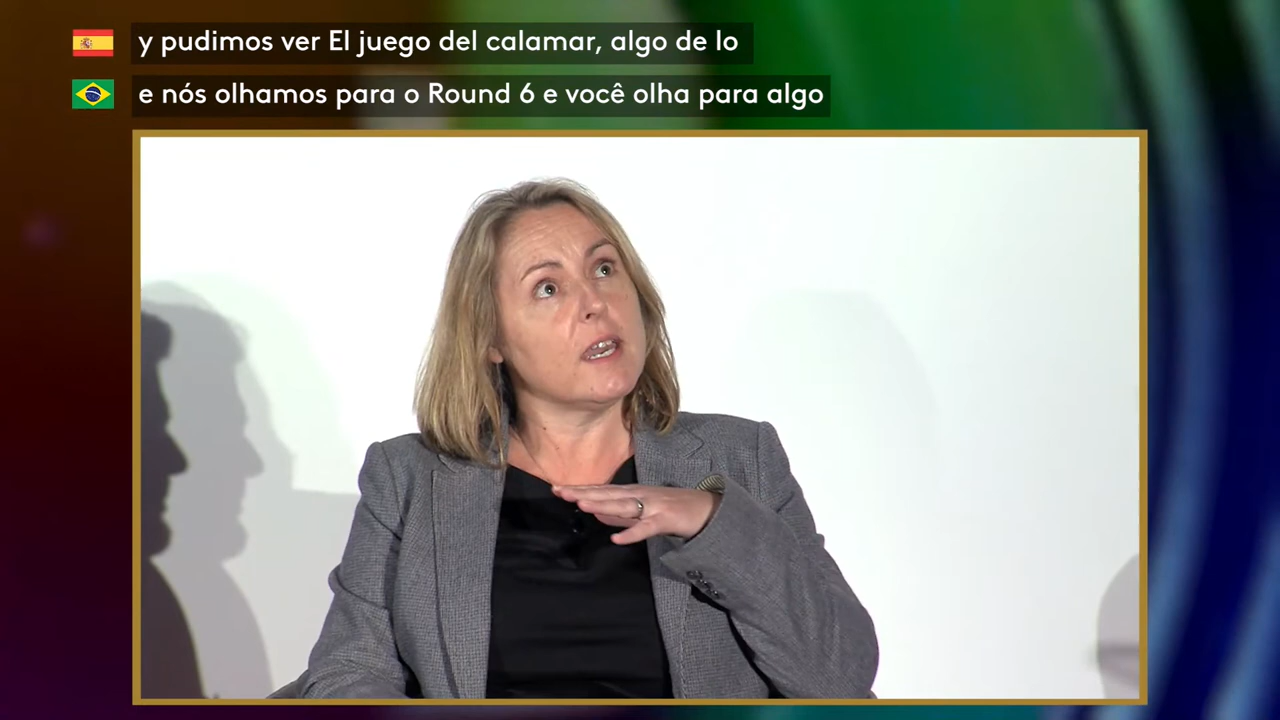 y pudimos ver El juego del calamar, algo de lo
e nós olhamos para o Round 6 e você olha para algo